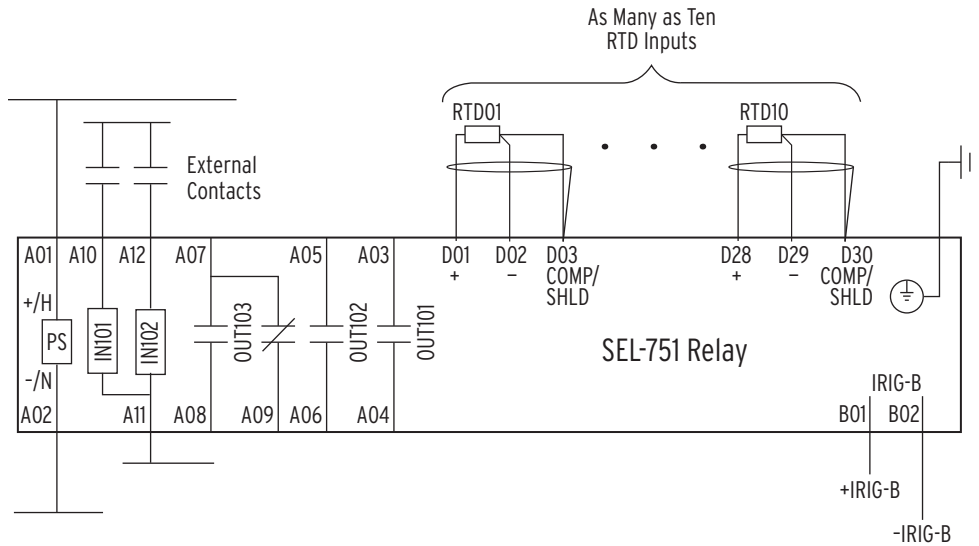 As Many as Ten
RTD Inputs
RTD01
RTD10
External
Contacts
A01
A10
A12
A07
A05
A03
D01
D02
D03
D28
D29
D30
+
–
COMP/
SHLD
+
–
COMP/
SHLD
+/H
PS
–/N
IN101
IN102
OUT103
OUT102
OUT101
SEL-751 Relay
IRIG-B
A02
A11
A08
A09
A06
A04
B01
B02
+IRIG-B
–IRIG-B